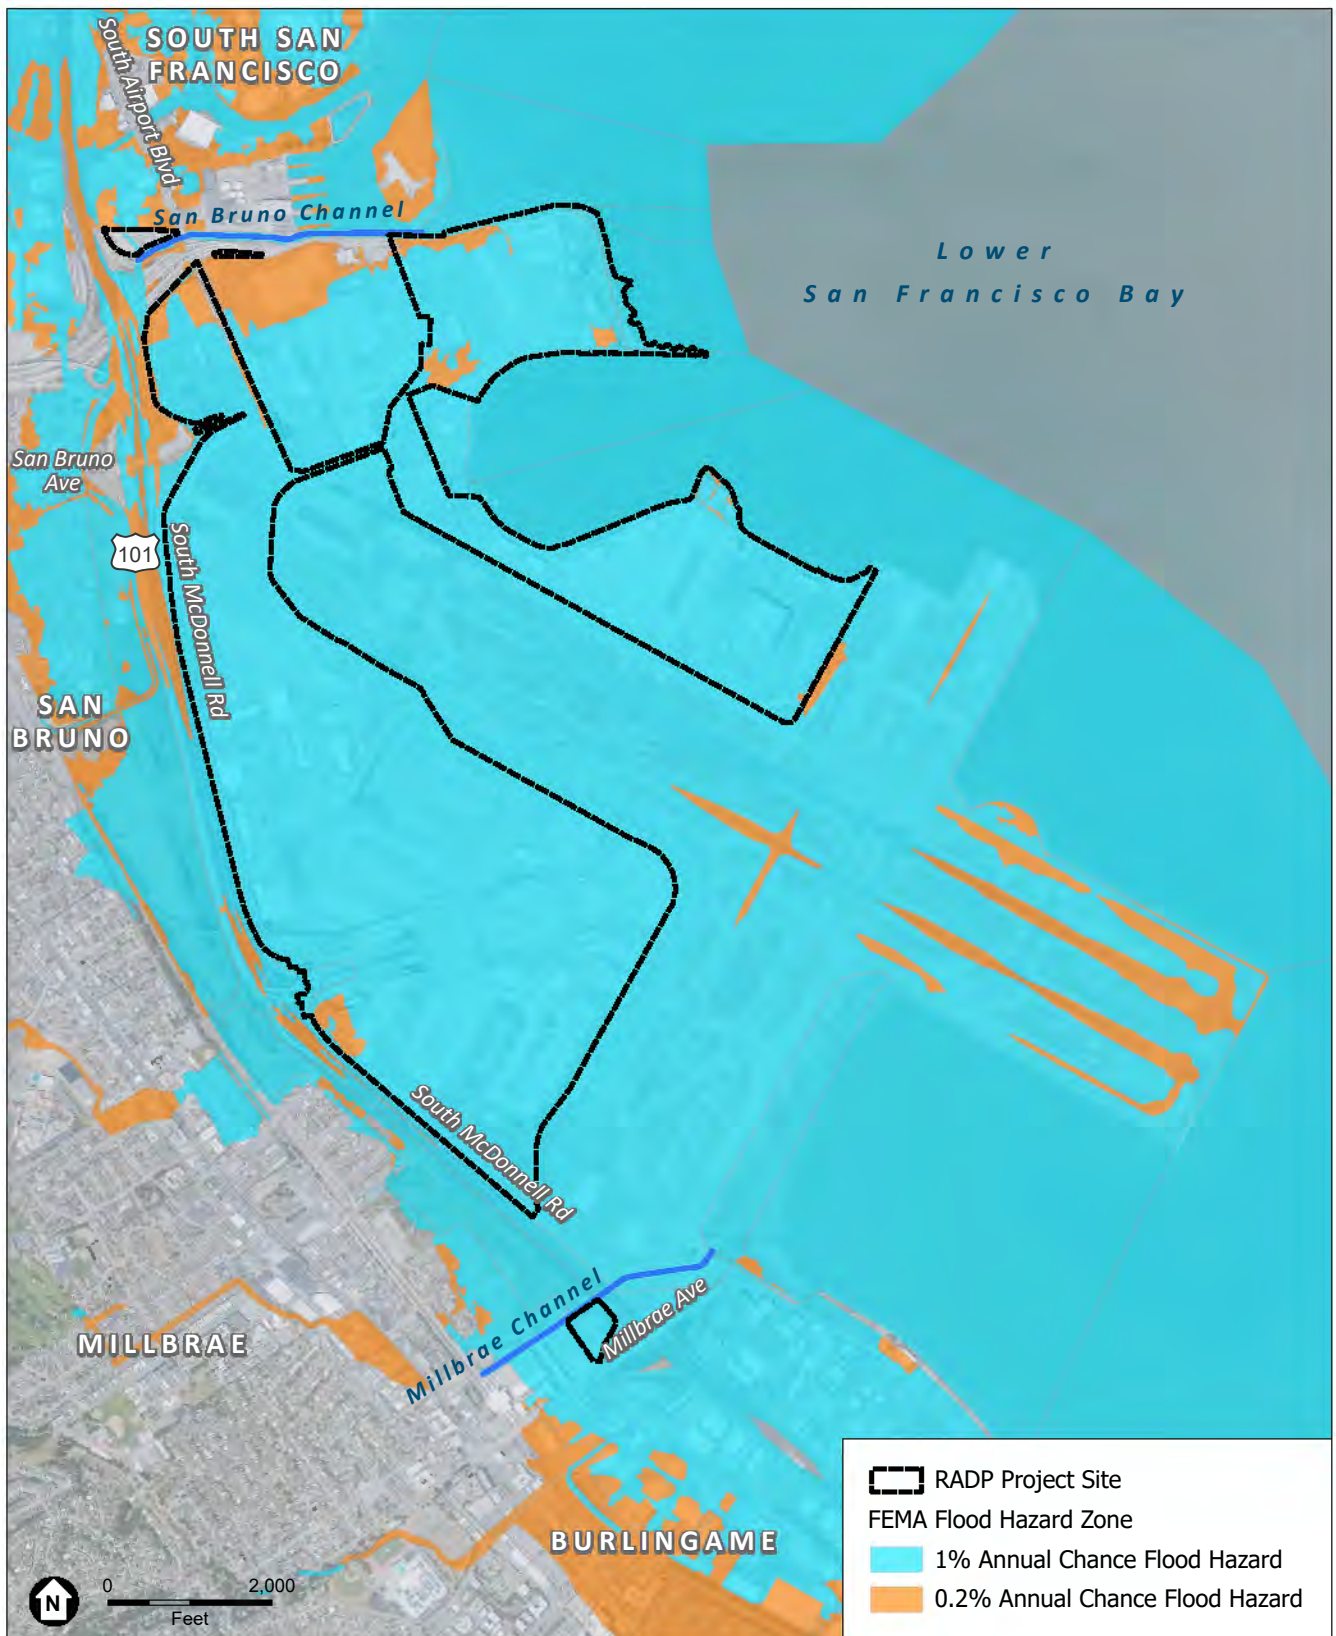 SOUTH SAN
FRANCISCO
South Airport Blvd
San Bruno Channel
Lower
San Francisco Bay
San Bruno
Ave
101
South McDonnell Rd
SAN
BRUNO
South McDonnell Rd
Millbrae Channel
Millbrae Ave
MILLBRAE
BURLINGAME
RADP Project Site
FEMA Flood Hazard Zone
1% Annual Chance Flood Hazard
0.2% Annual Chance Flood Hazard
N
0 2,000
Feet